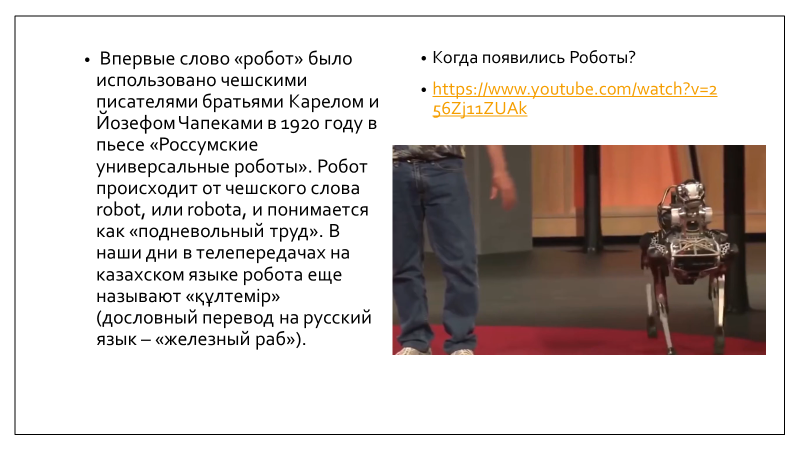 • Впервые слово «робот» было
использовано чешскими
писателями братьями Карелом и
Йозефом Чапеками в 1920 году в
пьесе «Россумские
универсальные роботы». Робот
происходит от чешского слова
robot, или robota, и понимается
как «подневольный труд». В
наши дни в телепередачах на
казахском языке робота еще
называют «құлтемір»
(дословный перевод на русский
язык – «железный раб»).
• Когда появились Роботы?
• https://www.youtube.com/watch?v=2
56Zj11ZUAk